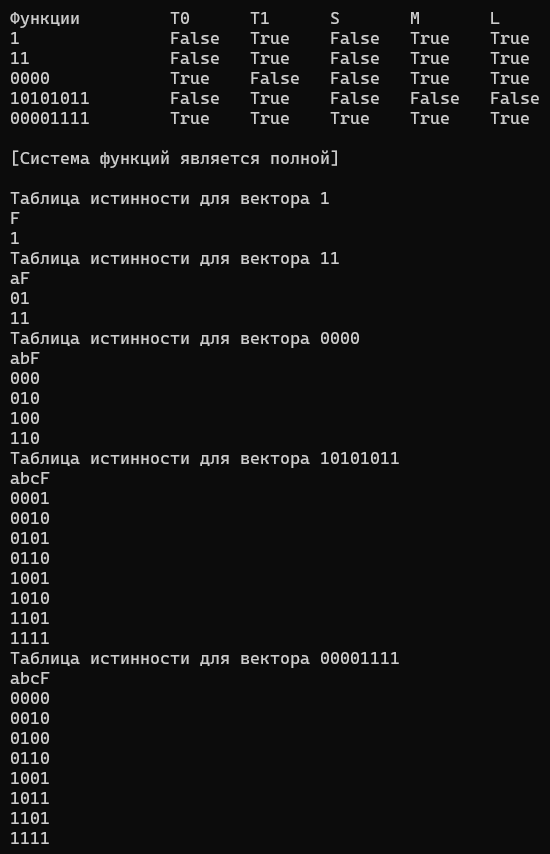 Функции T0 T1 S M L
1 False True False True True
11 False True False True True
0000 True False False True True
10101011 False True False False False
00001111 True True True True True
[Система функций является полной]
Таблица истинности для вектора 1
F
1
Таблица истинности для вектора 11
aF
01
11
Таблица истинности для вектора 0000
abF
000
010
100
110
Таблица истинности для вектора 10101011
abcF
0001
0010
0101
0110
1001
1010
1101
1111
Таблица истинности для вектора 00001111
abcF
0000
0010
0100
0110
1001
1011
1101
1111